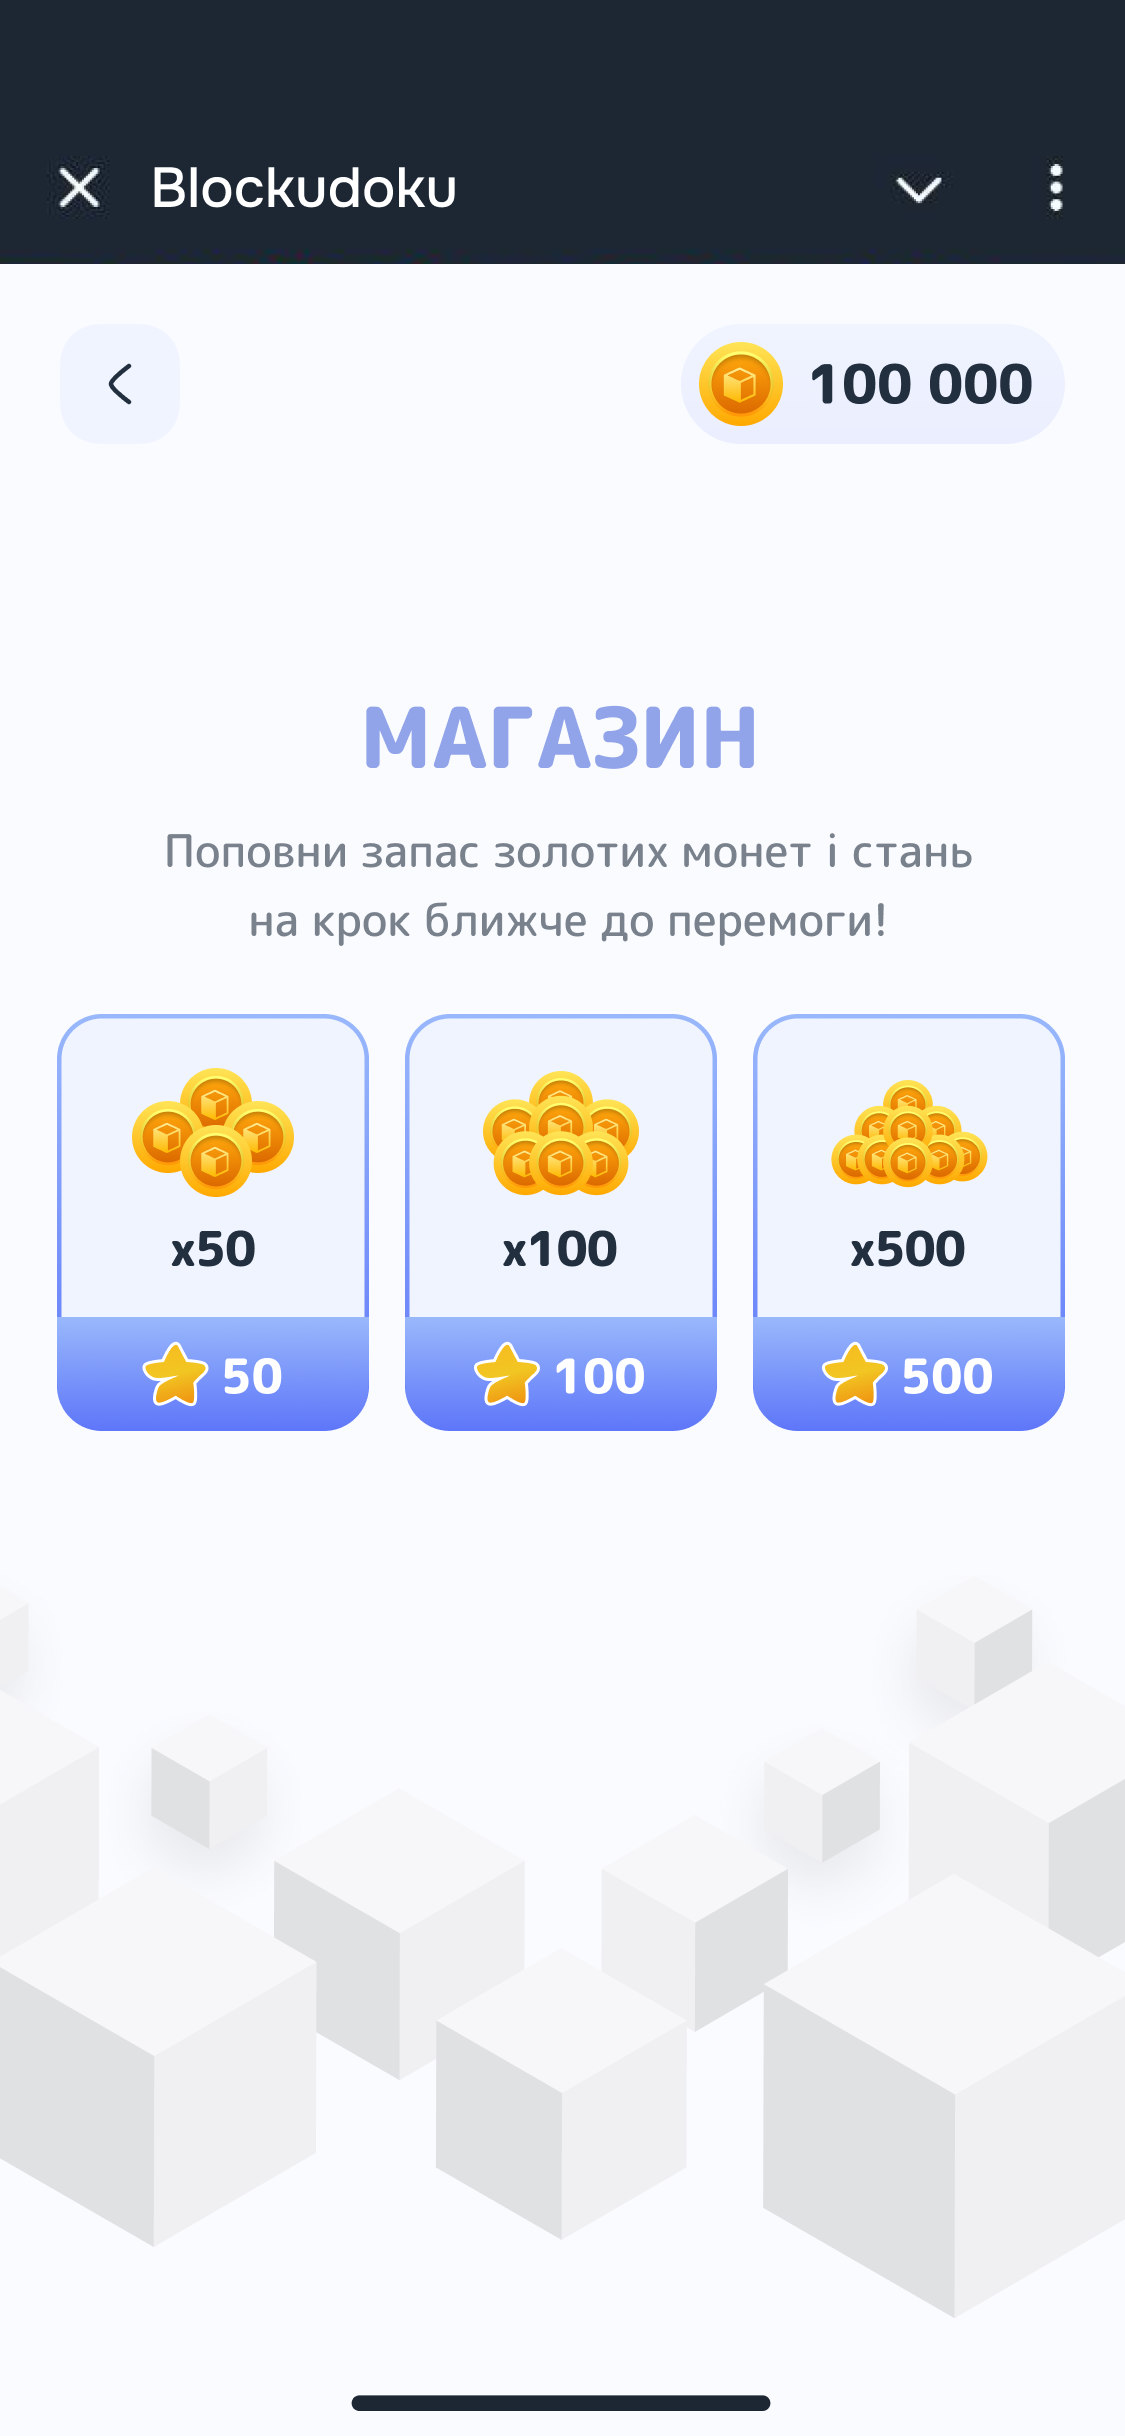 Blockudoku
100 000
МАГАЗИН
Поповни запас золотих монет і стань
на крок ближче до перемоги!
x50
x100
x500
50
100
500